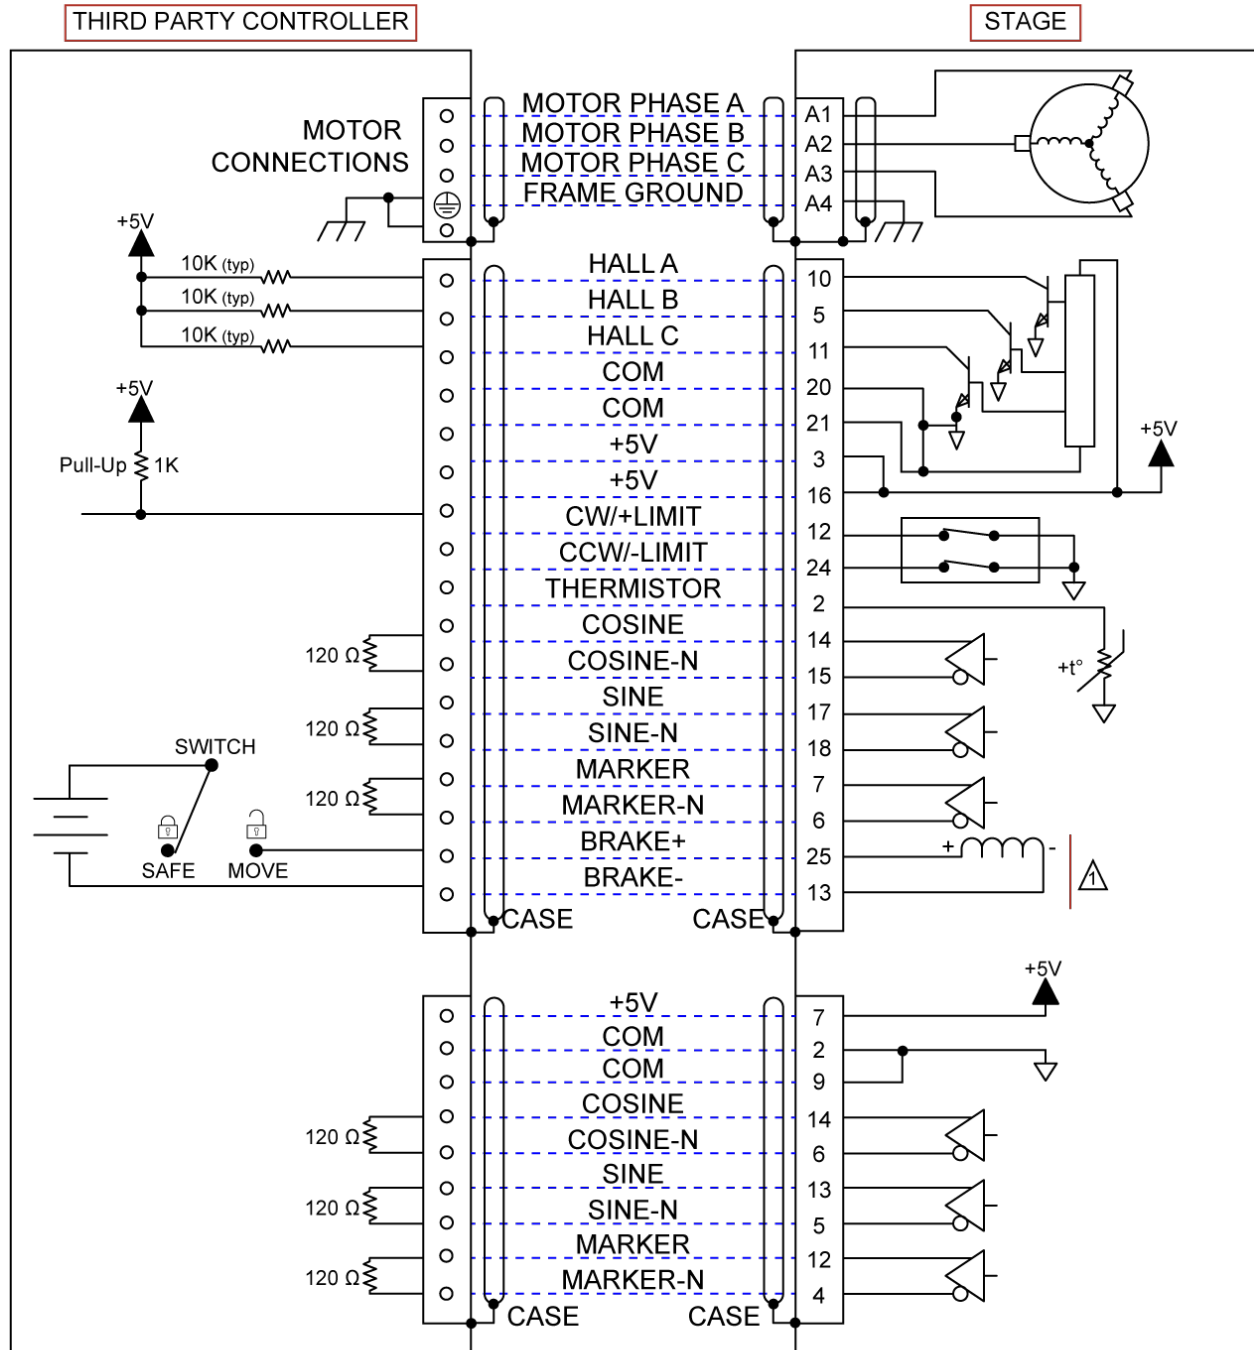 THIRD PARTY CONTROLLER
STAGE
MOTOR CONNECTIONS
MOTOR PHASE A
A1
MOTOR PHASE B
A2
MOTOR PHASE C
A3
FRAME GROUND
A4
+5V
10K (typ)
10K (typ)
10K (typ)
HALL A
10
HALL B
5
HALL C
11
COM
20
COM
21
+5V
3
+5V
16
+5V
+5V
Pull-Up
1K
CW/+LIMIT
12
CCW/-LIMIT
24
THERMISTOR
2
+t°
120 Ω
COSINE
14
COSINE-N
15
120 Ω
SINE
17
SINE-N
18
120 Ω
MARKER
7
MARKER-N
6
SWITCH
SAFE
MOVE
BRAKE+
25
+
-
1
BRAKE-
13
CASE
CASE
+5V
7
+5V
COM
2
COM
9
120 Ω
COSINE
14
COSINE-N
6
120 Ω
SINE
13
SINE-N
5
120 Ω
MARKER
12
MARKER-N
4
CASE
CASE